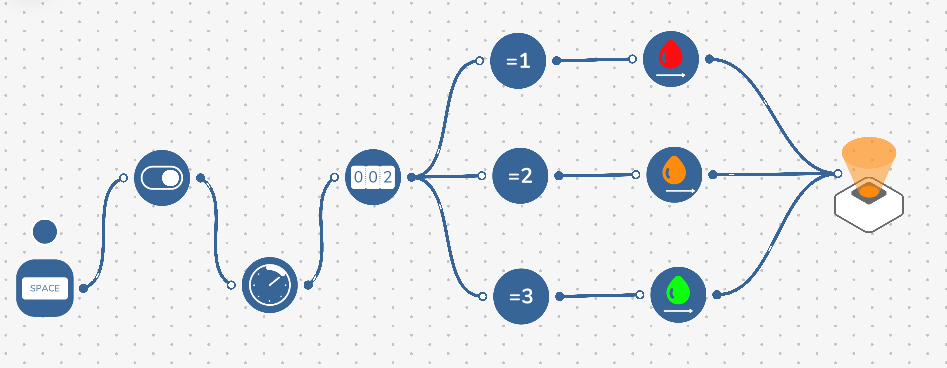 SPACE
002
=1
=2
=3